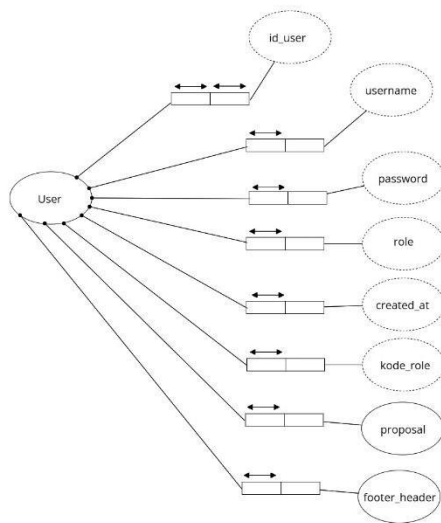 id_user
username
User
password
role
created_at
kode_role
proposal
footer_header